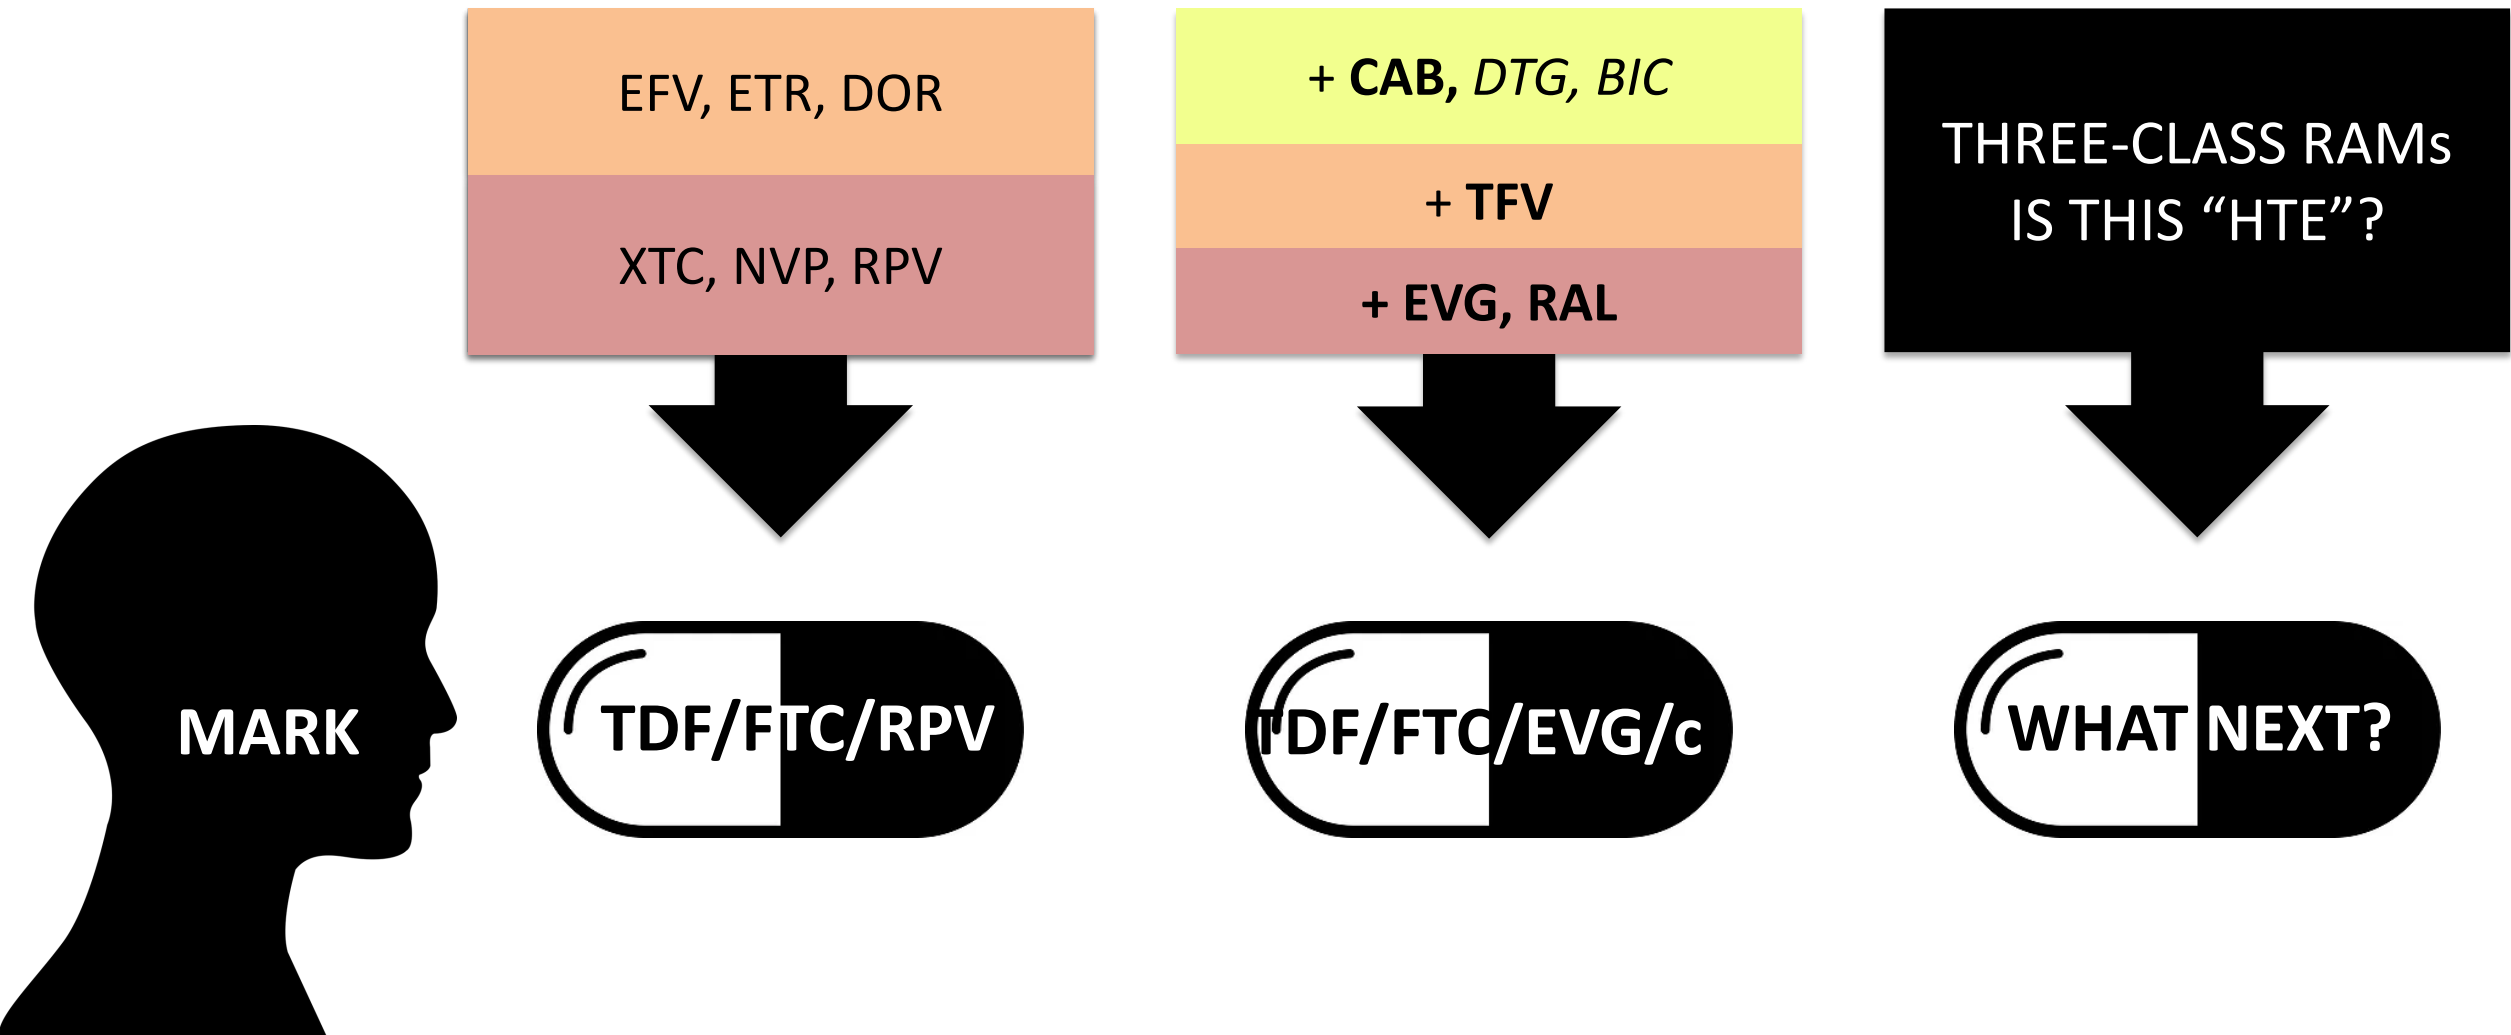 EFV, ETR, DOR
XTC, NVP, RPV
+ CAB, DTG, BIC
+ TFV
+ EVG, RAL
THREE-CLASS RAMs
IS THIS “HTE”?
MARK
TDF/FTC/RPV
TDF/FTC/EVG/c
WHAT NEXT?